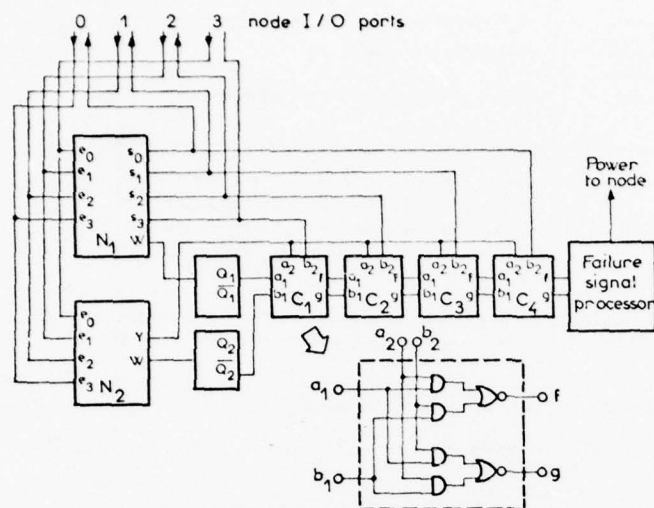 0 1 2 3 node I/O ports
e0 s0
e1 s1
e2 s2
e3 s3
N1 W
Power
to node
Q1
Q1
a2 b2 f
a1
b1 C1 g
a2 b2 f
a1
b1 C2 g
a2 b2 f
a1
b1 C3 g
a2 b2 f
a1
b1 C4 g
Failure
signal
processor
e0
e1 Y
e2 W
e3 N2
Q2
Q2
a2 b2
a1
f
b1
g